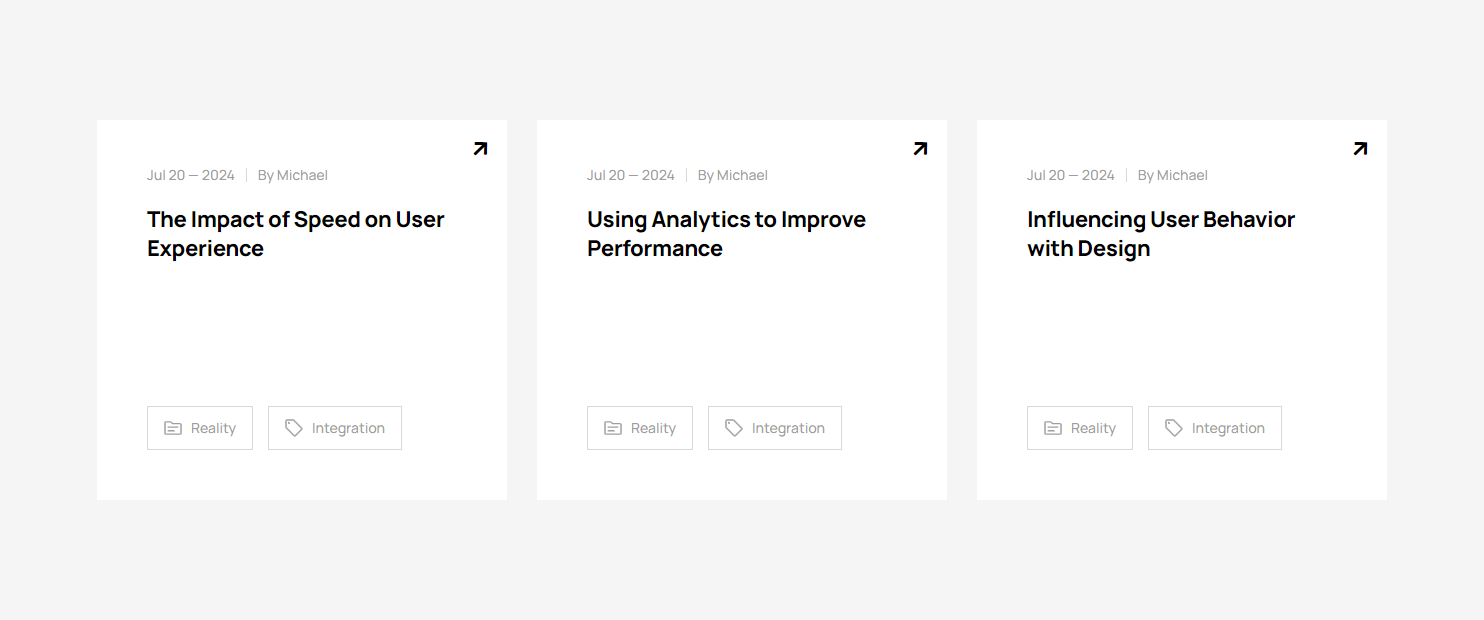 Jul 20 — 2024 By Michael
The Impact of Speed on User
Experience
Reality
Integration
Jul 20 — 2024 By Michael
Using Analytics to Improve
Performance
Reality
Integration
Jul 20 — 2024 By Michael
Influencing User Behavior
with Design
Reality
Integration